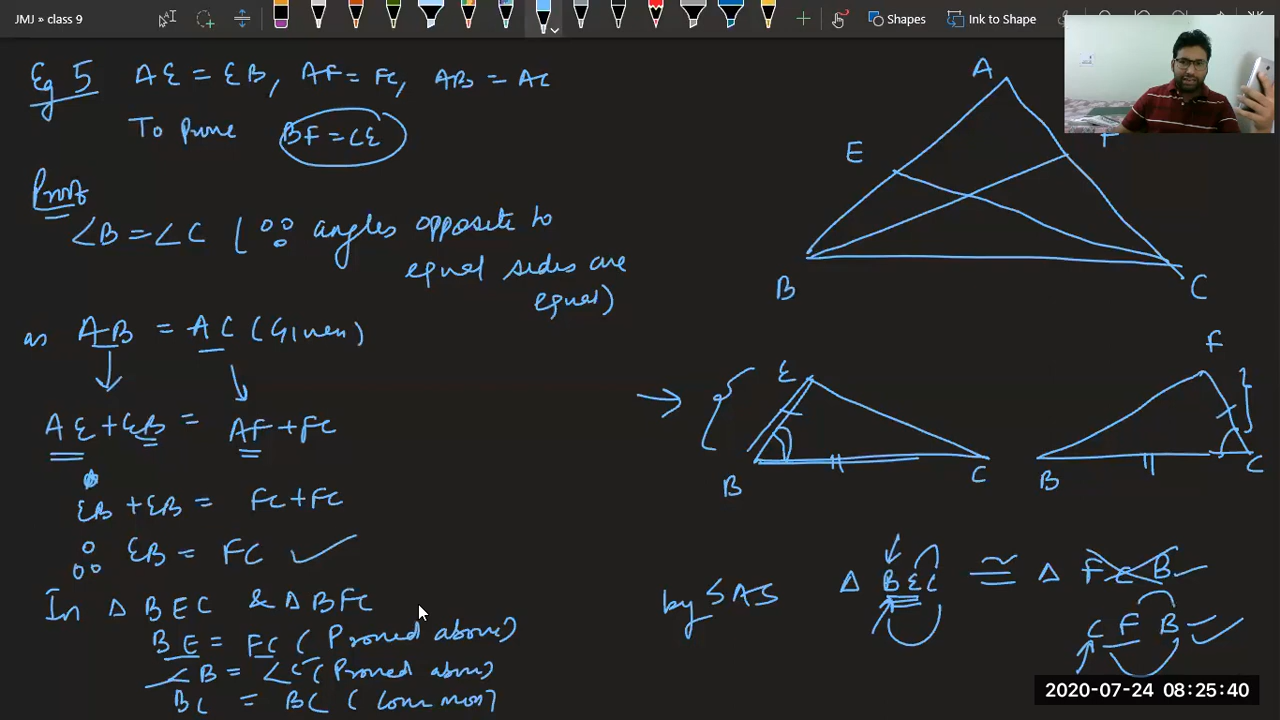 JMJ » class 9
Shapes
Ink to Shape
Eg 5 AE = EB, AF = FC, AB = AC
To Prove BF = CE
Proof
∠B = ∠C (∵ angles opposite to
equal sides are
equal)
as AB = AC (Given)
AE + EB = AF + FC
EB + EB = FC + FC
∴ EB = FC ✓
In Δ BEC & Δ BFC
BE = FC (Proved above)
∠B = ∠C (Proved above)
BC = BC (Common)
A
E
F
B
C
E
B
C
F
B
C
by SAS Δ BEC ≅ Δ FCB
CFB
2020-07-24 08:25:40